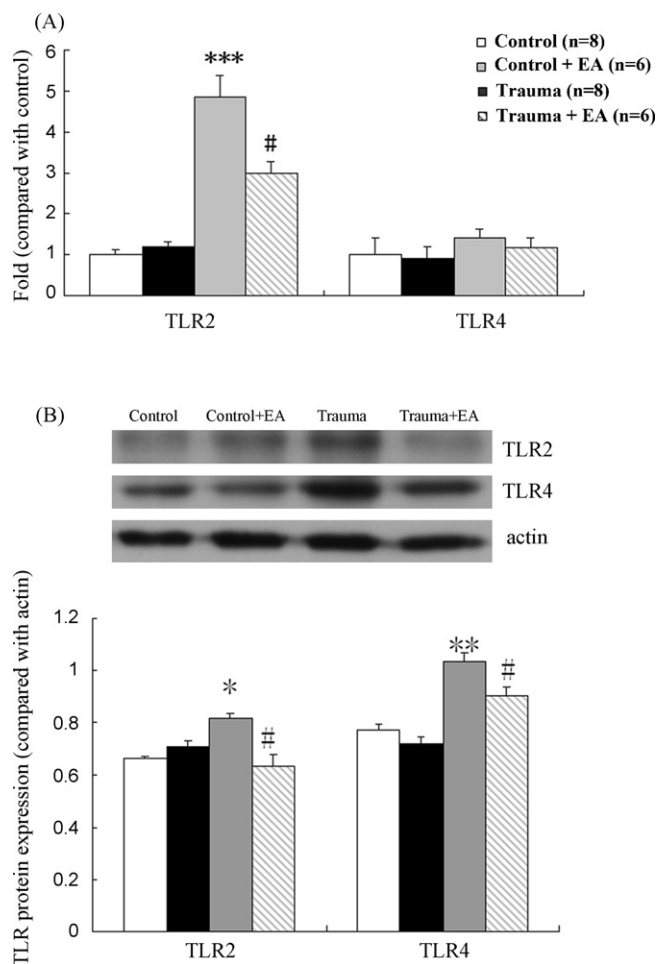 (A)
Fold (compared with control)
6
5
4
3
2
1
0
***
#
Control (n=8)
Control + EA (n=6)
Trauma (n=8)
Trauma + EA (n=6)
TLR2 TLR4
(B)
Control Control+EA Trauma Trauma+EA
TLR2
TLR4
actin
TLR protein expression (compared with actin)
1.2
1
0.8
0.6
0.4
0.2
0
*
#
**
#
TLR2 TLR4